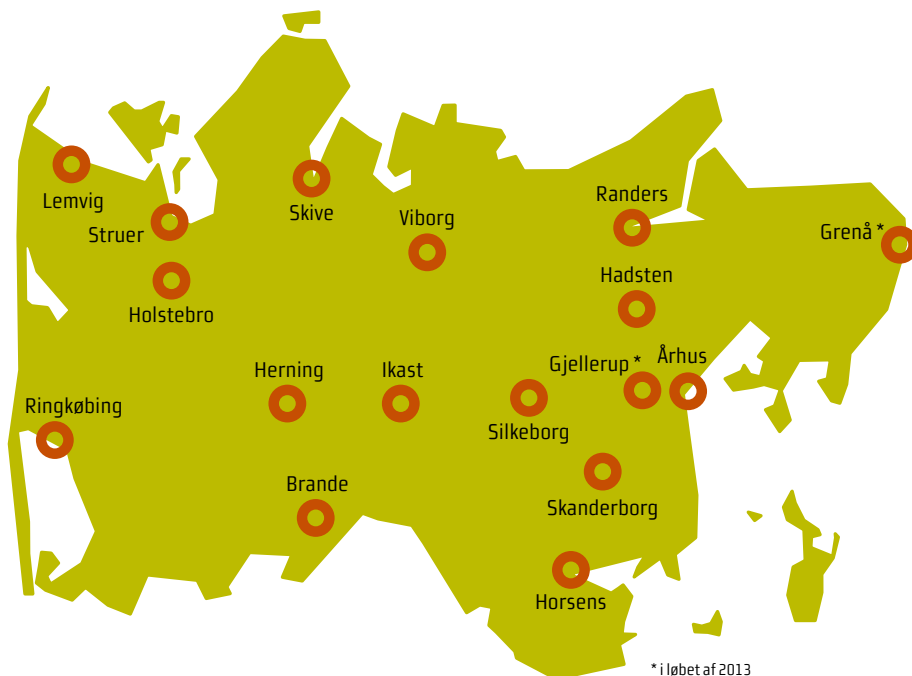 Lemvig
Struer
Skive
Viborg
Randers
Grenå *
Holstebro
Hadsten
Herning
Ikast
Gjellerup *
Århus
Ringkøbing
Silkeborg
Brande
Skanderborg
Horsens
* i løbet af 2013